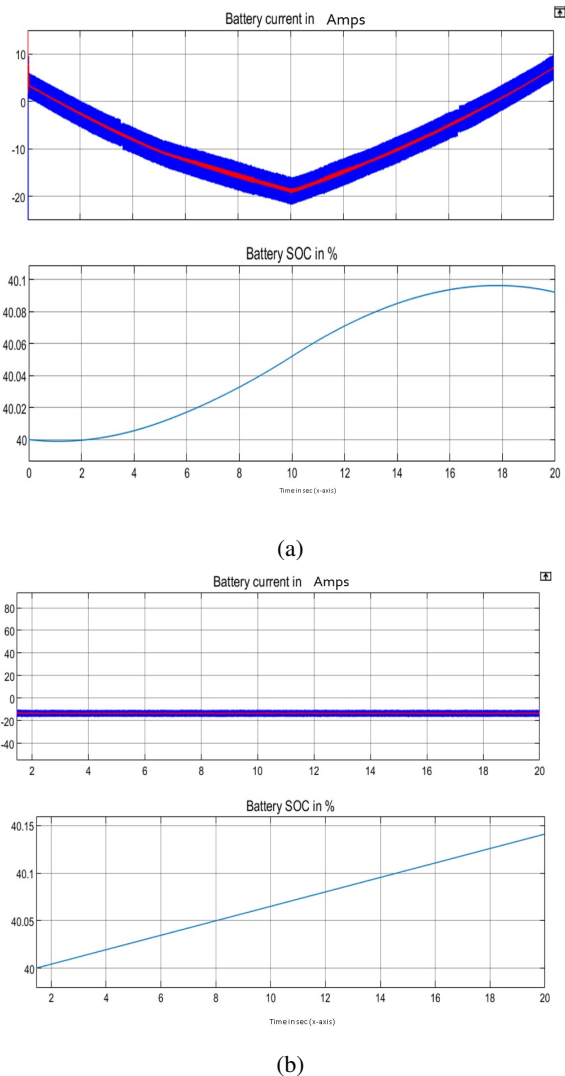 Battery current in Amps
10
0
-10
-20
Battery SOC in %
40.1
40.08
40.06
40.04
40.02
40
0 2 4 6 8 10 12 14 16 18 20
Time in sec (x-axis)
(a)
Battery current in Amps
80
60
40
20
0
-20
-40
2 4 6 8 10 12 14 16 18 20
Battery SOC in %
40.15
40.1
40.05
40
2 4 6 8 10 12 14 16 18 20
Time in sec (x-axis)
(b)